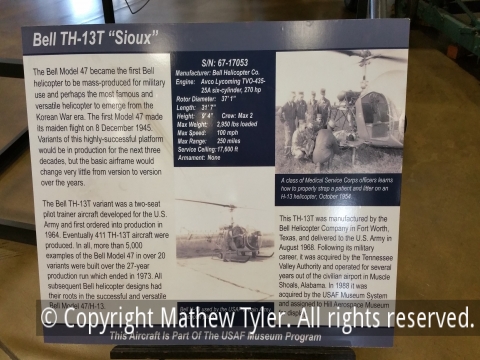 Bell TH-13T "Sioux"
The Bell Model 47 became the first Bell
helicopter to be mass-produced for military
use and perhaps the most famous and
versatile helicopter to emerge from the
Korean War era. The first Model 47 made
its maiden flight on 8 December 1945.
Variants of this highly-successful platform
would be in production for the next three
decades, but the basic airframe would
change very little from version to version
over the years.
The Bell TH-13T variant was a two-seat
pilot trainer aircraft developed for the U.S.
Army and first ordered into production in
1964. Eventually 411 TH-13T aircraft were
produced. In all, more than 5,000
examples of the Bell Model 47 in over 20
variants were built over the 27-year
production run which ended in 1973. All
subsequent Bell helicopter designs had
their roots in the successful and versatile
Bell Model 47/H-13.
S/N: 67-17053
Manufacturer: Bell Helicopter Co.
Engine: Avco Lycoming TVO-435-
25A six-cylinder, 270 hp
Rotor Diameter: 37' 1"
Length: 31' 7"
Height: 9' 4" Crew: Max 2
Max Weight: 2,950 lbs loaded
Max Speed: 100 mph
Max Range: 250 miles
Service Ceiling: 17,600 ft
Armament: None
A class of Medical Service Corps officers learns
how to properly strap a patient and litter on an
H-13 helicopter, October 1954.
This TH-13T was manufactured by the
Bell Helicopter Company in Fort Worth,
Texas, and delivered to the U.S. Army in
August 1968. Following its military
career, it was acquired by the Tennessee
Valley Authority and operated for several
years out of the civilian airport in Muscle
Shoals, Alabama. In 1988 it was
acquired by the USAF Museum System
and assigned to Hill Aerospace Museum
This Aircraft Is Part Of The USAF Museum Program
© Copyright Mathew Tyler. All rights reserved.